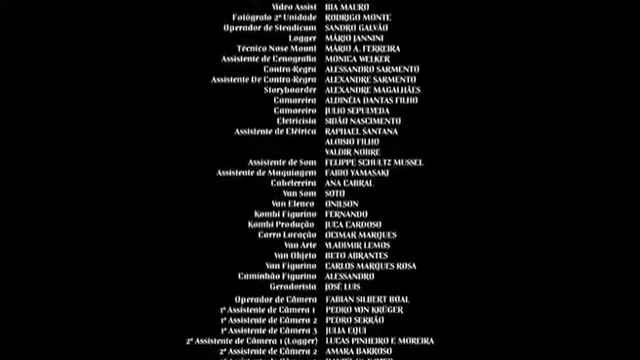 Video Assist BIA MAURO
Fotógrafo 2ª Unidade RODRIGO MONTE
Operador de Steadicam SANDRO GALVÃO
Logger MÁRIO JANNINI
Técnico Nose Mount MÁRIO A. FERREIRA
Assistente de Cenografia MONICA WELKER
Contra-Regra ALESSANDRO SARMENTO
Assistente De Contra-Regra ALEXANDRE SARMENTO
Storyboarder ALEXANDRE MAGALHÃES
Camareira ALDINÉIA DANTAS FILHO
Camareiro JULIO SEPULVEDA
Eletricista SIDÃO NASCIMENTO
Assistente de Elétrica RAPHAEL SANTANA
ALOISIO FILHO
VALDIR NOBRE
Assistente de Som FELIPPE SCHULTZ MUSSEL
Assistente de Maquiagem FABIO YAMASAKI
Cabelereira ANA CABRAL
Van Som SOTO
Van Elenco ONILSON
Kombi Figurino FERNANDO
Kombi Produção JUCA CARDOSO
Carro Locação OCIMAR MARQUES
Van Arte VLADIMIR LEMOS
Van Objeto BETO ABRANTES
Van Figurino CARLOS MARQUES ROSA
Caminhão Figurino ALESSANDRO
Geradorista JOSÉ LUIS
Operador de Câmera FABIAN SILBERT BOAL
1º Assistente de Câmera 1 PEDRO VON KRÜGER
1º Assistente de Câmera 2 PEDRO SERRÃO
1º Assistente de Câmera 3 JULIA EQUI
2º Assistente de Câmera 1 (Logger) LUCAS PINHEIRO E MOREIRA
2º Assistente de Câmera 2 AMARA BARROSO